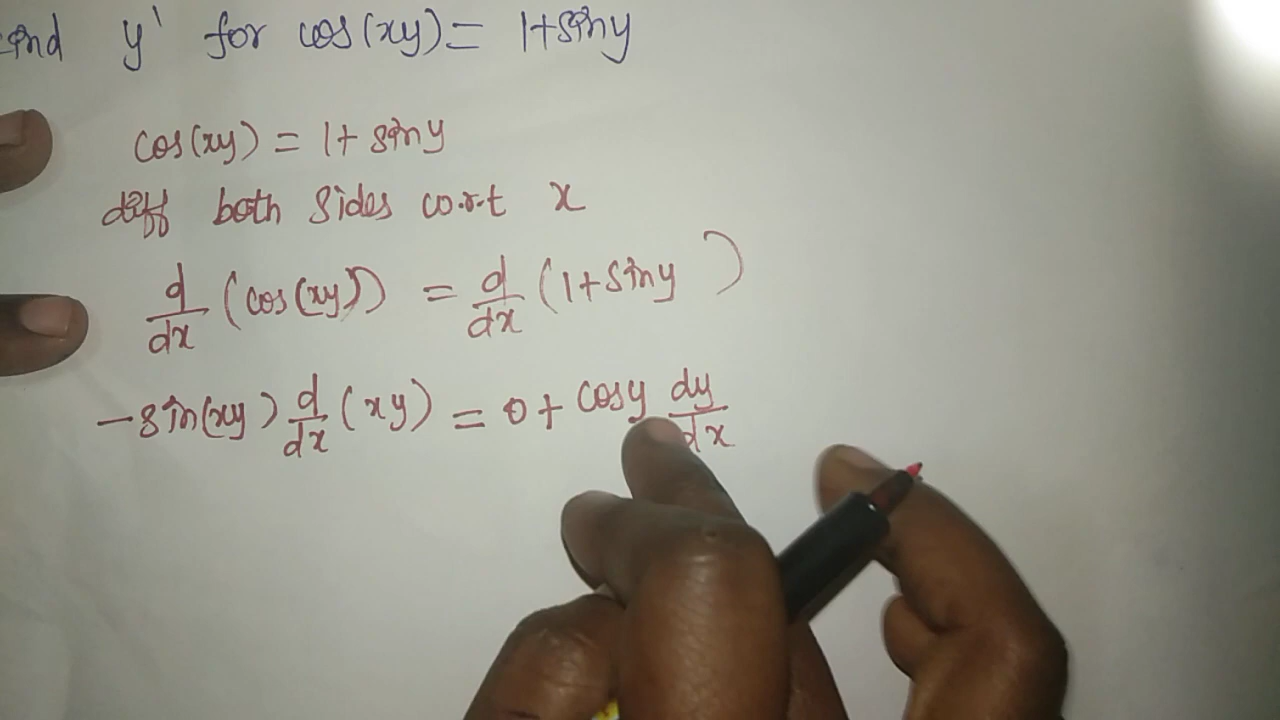 find y' for cos(xy) = 1+siny
cos(xy) = 1+ siny
diff both sides w.r.t x
d/dx (cos(xy)) = d/dx (1+siny )
-sin(xy) d/dx (xy) = 0 + cosy dy/dx